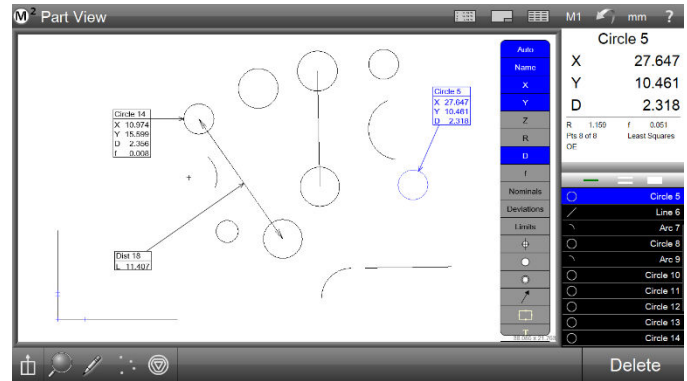 M² Part View
M1
mm
?
Circle 5
X 27.647
Y 10.461
D 2.318
R 1.159 f 0.051
Pts 8 of 8 Least Squares
OE
Circle 5
Line 6
Arc 7
Circle 8
Arc 9
Circle 10
Circle 11
Circle 12
Circle 13
Circle 14
Auto
Name
X
Y
Z
R
D
f
Nominals
Deviations
Limits
T
Circle 5
X 27.647
Y 10.461
D 2.318
Circle 14
X 10.974
Y 15.599
D 2.356
f 0.008
Dist 18
L 11.407
Delete